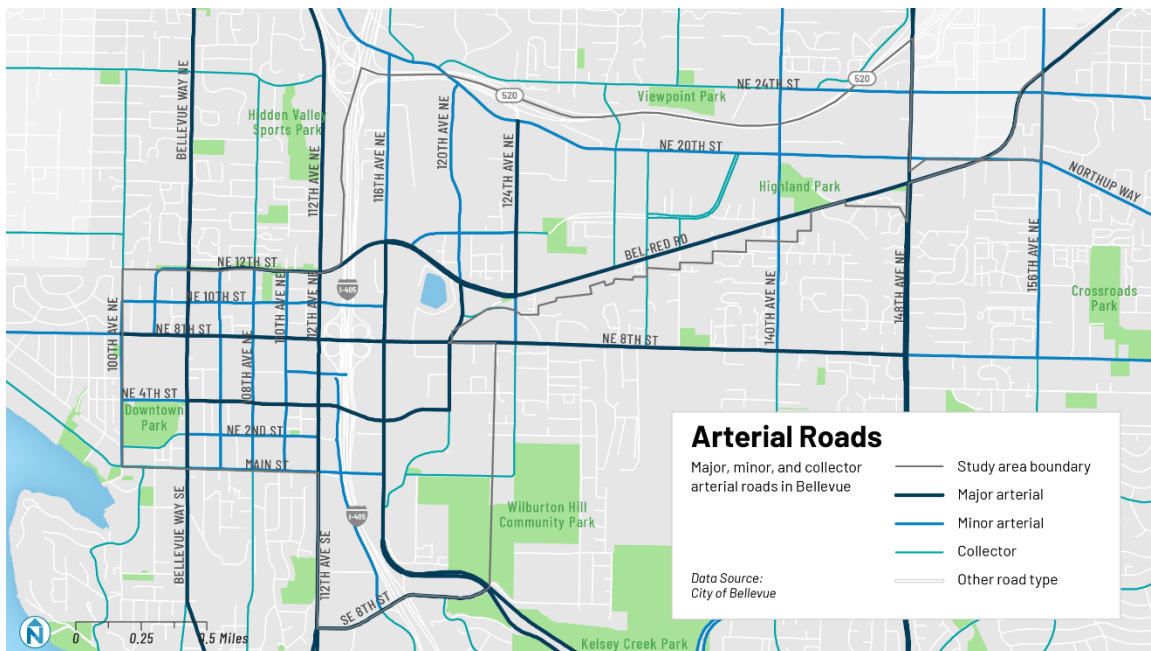 BELLEVUE WAY NE
Hidden Valley
Sports Park
112TH AVE NE
116TH AVE NE
120TH AVE NE
124TH AVE NE
520
Viewpoint Park
NE 24TH ST
520
NE 20TH ST
NORTHUP WAY
Highland Park
BEL-RED RD
140TH AVE NE
148TH AVE NE
156TH AVE NE
Crossroads
Park
NE 12TH ST
I-405
NE 10TH ST
100TH AVE NE
110TH AVE NE
112TH AVE NE
NE 8TH ST
NE 8TH ST
08TH AVE NE
NE 4TH ST
Downtown
Park
NE 2ND ST
MAIN ST
BELLEVUE WAY SE
I-405
112TH AVE SE
SE 8TH ST
Wilburton Hill
Community Park
Kelsey Creek Park
Arterial Roads
Major, minor, and collector
arterial roads in Bellevue
Data Source:
City of Bellevue
Study area boundary
Major arterial
Minor arterial
Collector
Other road type
N
0 0.25 0.5 Miles